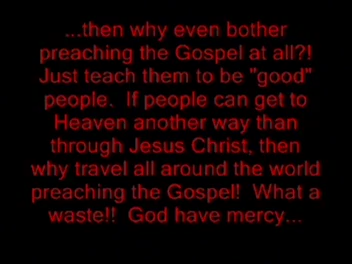 ...then why even bother
preaching the Gospel at all?!
Just teach them to be "good"
people.  If people can get to
Heaven another way than
through Jesus Christ, then
why travel all around the world
preaching the Gospel!  What a
waste!!  God have mercy...